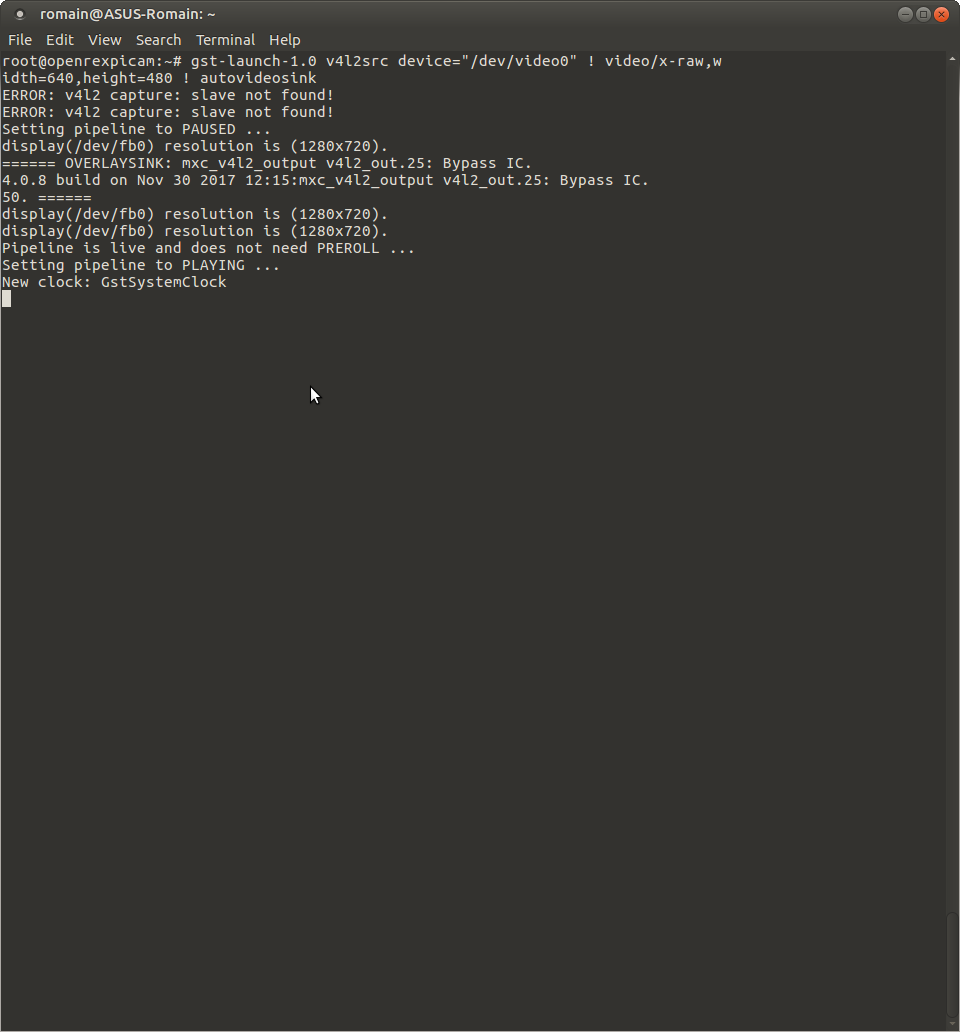 romain@ASUS-Romain: ~
File Edit View Search Terminal Help
root@openrexpicam:~# gst-launch-1.0 v4l2src device="/dev/video0" ! video/x-raw,w
idth=640,height=480 ! autovideosink
ERROR: v4l2 capture: slave not found!
ERROR: v4l2 capture: slave not found!
Setting pipeline to PAUSED ...
display(/dev/fb0) resolution is (1280x720).
====== OVERLAYSINK: mxc_v4l2_output v4l2_out.25: Bypass IC.
4.0.8 build on Nov 30 2017 12:15:mxc_v4l2_output v4l2_out.25: Bypass IC.
50. ======
display(/dev/fb0) resolution is (1280x720).
display(/dev/fb0) resolution is (1280x720).
Pipeline is live and does not need PREROLL ...
Setting pipeline to PLAYING ...
New clock: GstSystemClock